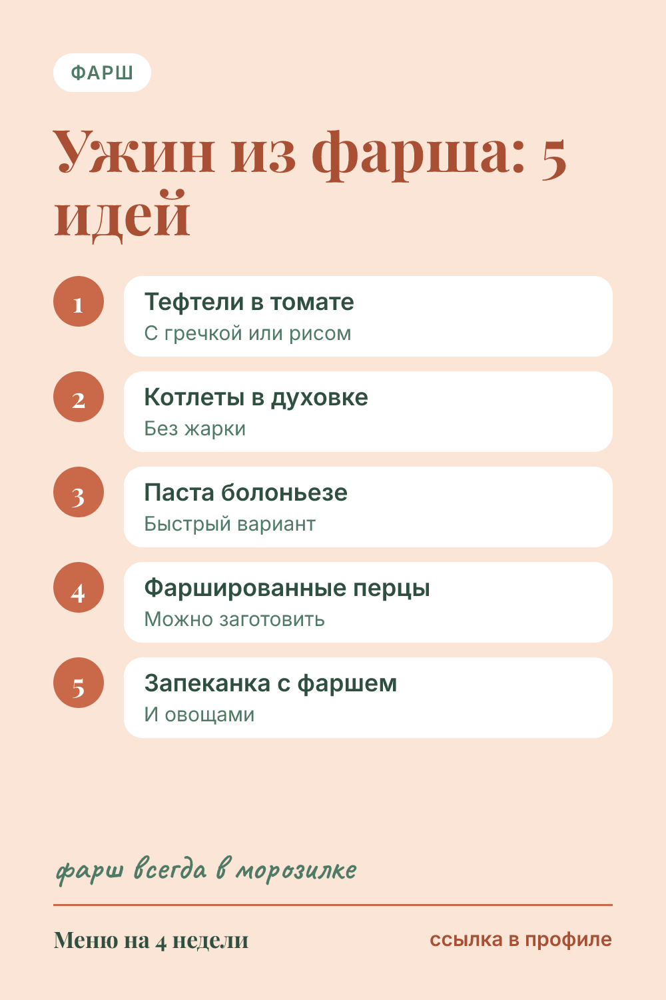 ФАРШ
Ужин из фарша: 5
идей
1
Тефтели в томате
С гречкой или рисом
2
Котлеты в духовке
Без жарки
3
Паста болоньезе
Быстрый вариант
4
Фаршированные перцы
Можно заготовить
5
Запеканка с фаршем
И овощами
фарш всегда в морозилке
Меню на 4 недели
ссылка в профиле